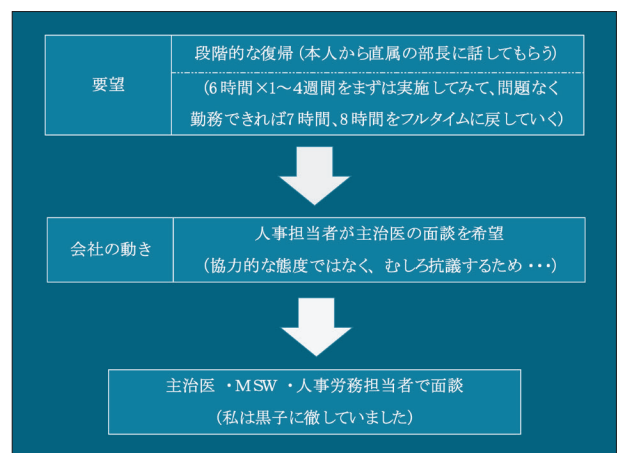 要望
段階的な復帰（本人から直属の部長に話してもらう）
（6時間×1～4週間をまずは実施してみて、問題なく
勤務できれば7時間、8時間をフルタイムに戻していく）
会社の動き
人事担当者が主治医の面談を希望
（協力的な態度ではなく、むしろ抗議するため・・・）
主治医・MSW・人事労務担当者で面談
（私は黒子に徹していました）